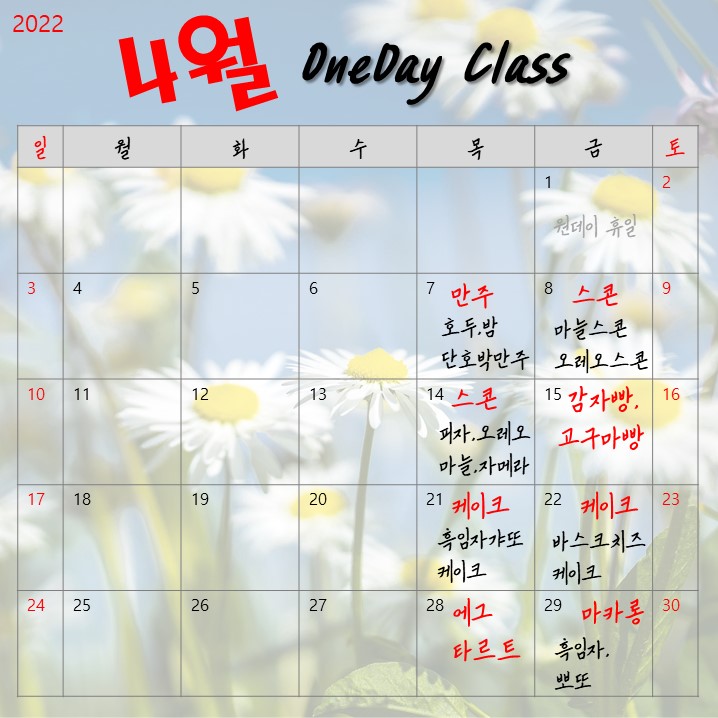 2022
4월 OneDay Class
일 월 화 수 목 금 토
1 2
원데이 휴일
3 4 5 6 7 만주 8 스콘 9
호두,밤 마늘스콘
단호박만주 오레오스콘
10 11 12 13 14 스콘 15 감자빵, 16
피자,오레오 고구마빵
마늘,자메라
17 18 19 20 21 케이크 22 케이크 23
흑임자갸또 바스크치즈
케이크 케이크
24 25 26 27 28 에그 29 마카롱 30
타르트 흑임자,
뽀또